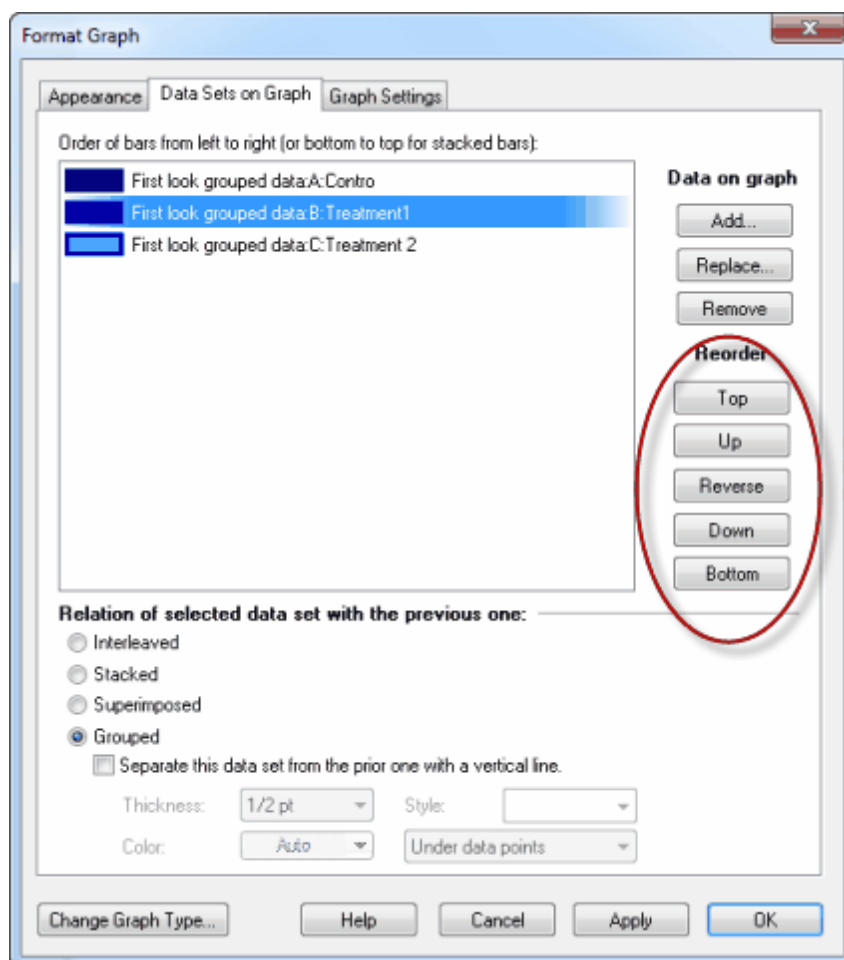 Format Graph
Appearance Data Sets on Graph Graph Settings
Order of bars from left to right (or bottom to top for stacked bars):
First look grouped data:A:Contro
First look grouped data:B:Treatment1
First look grouped data:C:Treatment 2
Data on graph
Add...
Replace...
Remove
Reorder
Top
Up
Reverse
Down
Bottom
Relation of selected data set with the previous one:
Interleaved
Stacked
Superimposed
Grouped
Separate this data set from the prior one with a vertical line.
Thickness: 1/2 pt Style:
Color: Auto Under data points
Change Graph Type... Help Cancel Apply OK